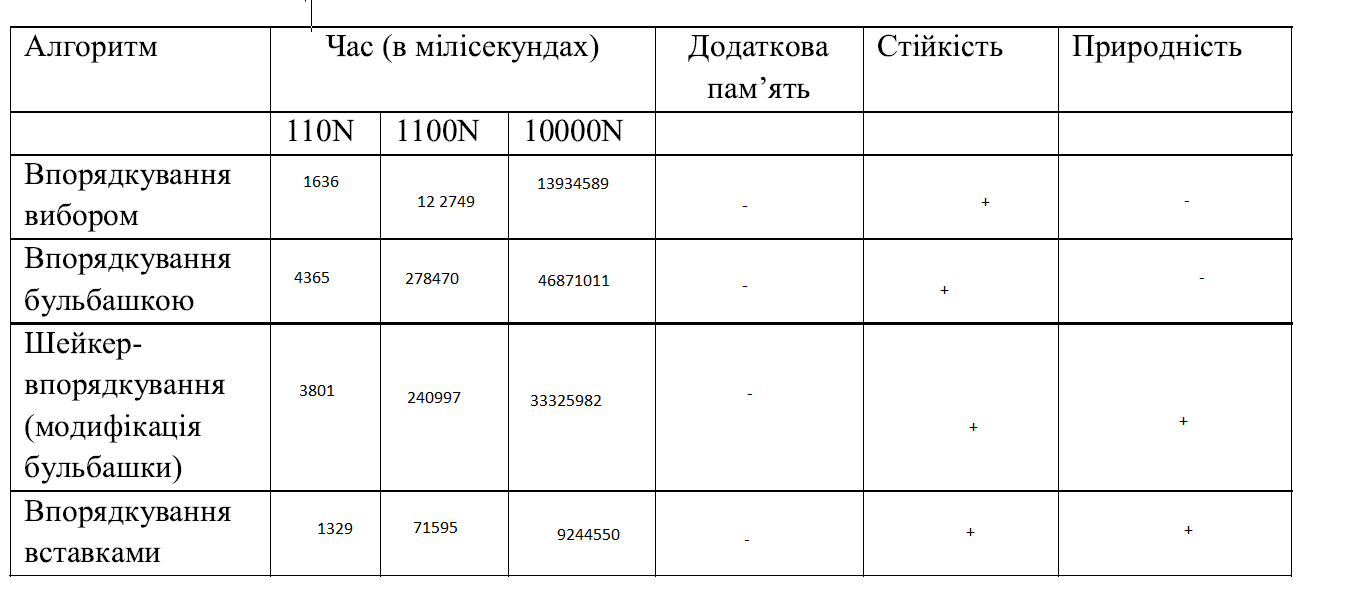 Алгоритм Час (в мілісекундах) Додаткова Стійкість Природність
пам’ять
110N 1100N 10000N
Впорядкування 1636 13934589
вибором 12 2749 - + -
Впорядкування 4365 278470 46871011 -
бульбашкою - +
Шейкер-
впорядкування 3801 240997 33325982 -
(модифікація + +
бульбашки)
Впорядкування 1329 71595 9244550 + +
вставками -